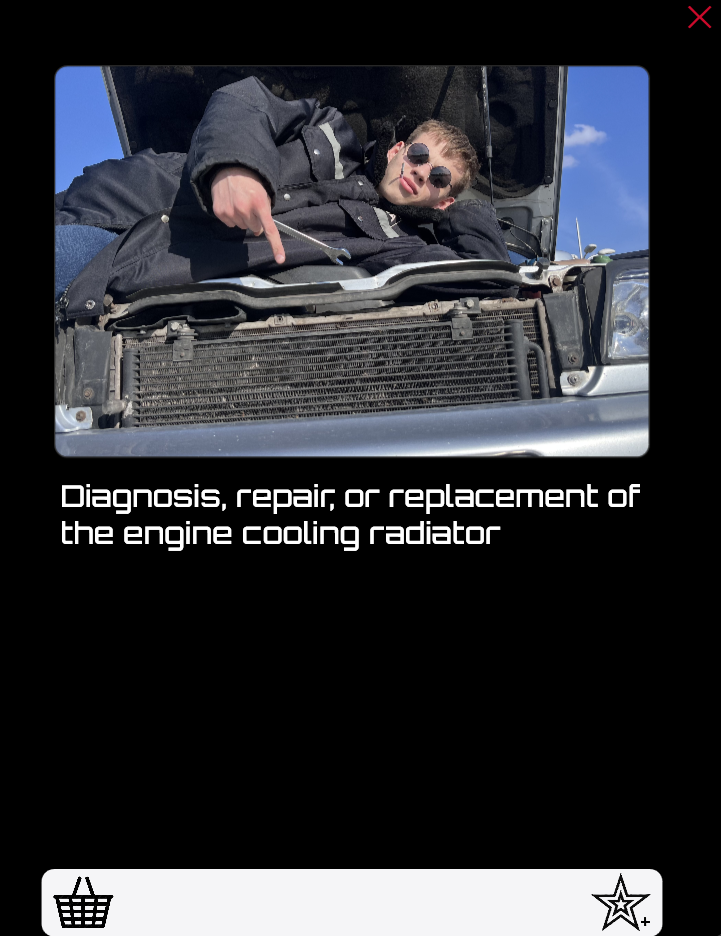 Diagnosis, repair, or replacement of
the engine cooling radiator